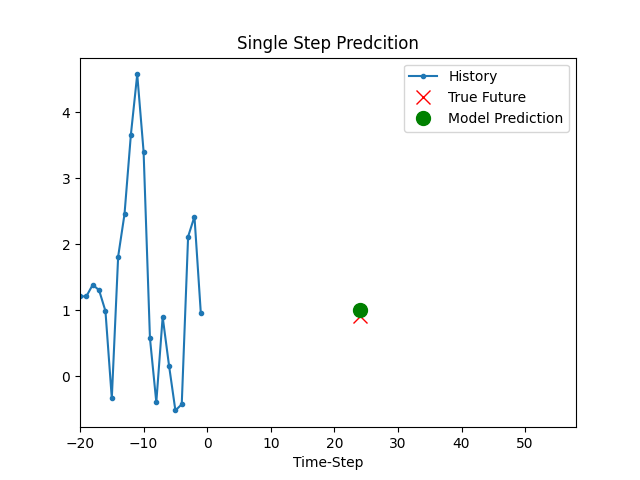 Single Step Predcition
History
True Future
Model Prediction
4
3
2
1
0
−20 −10 0 10 20 30 40 50
Time-Step